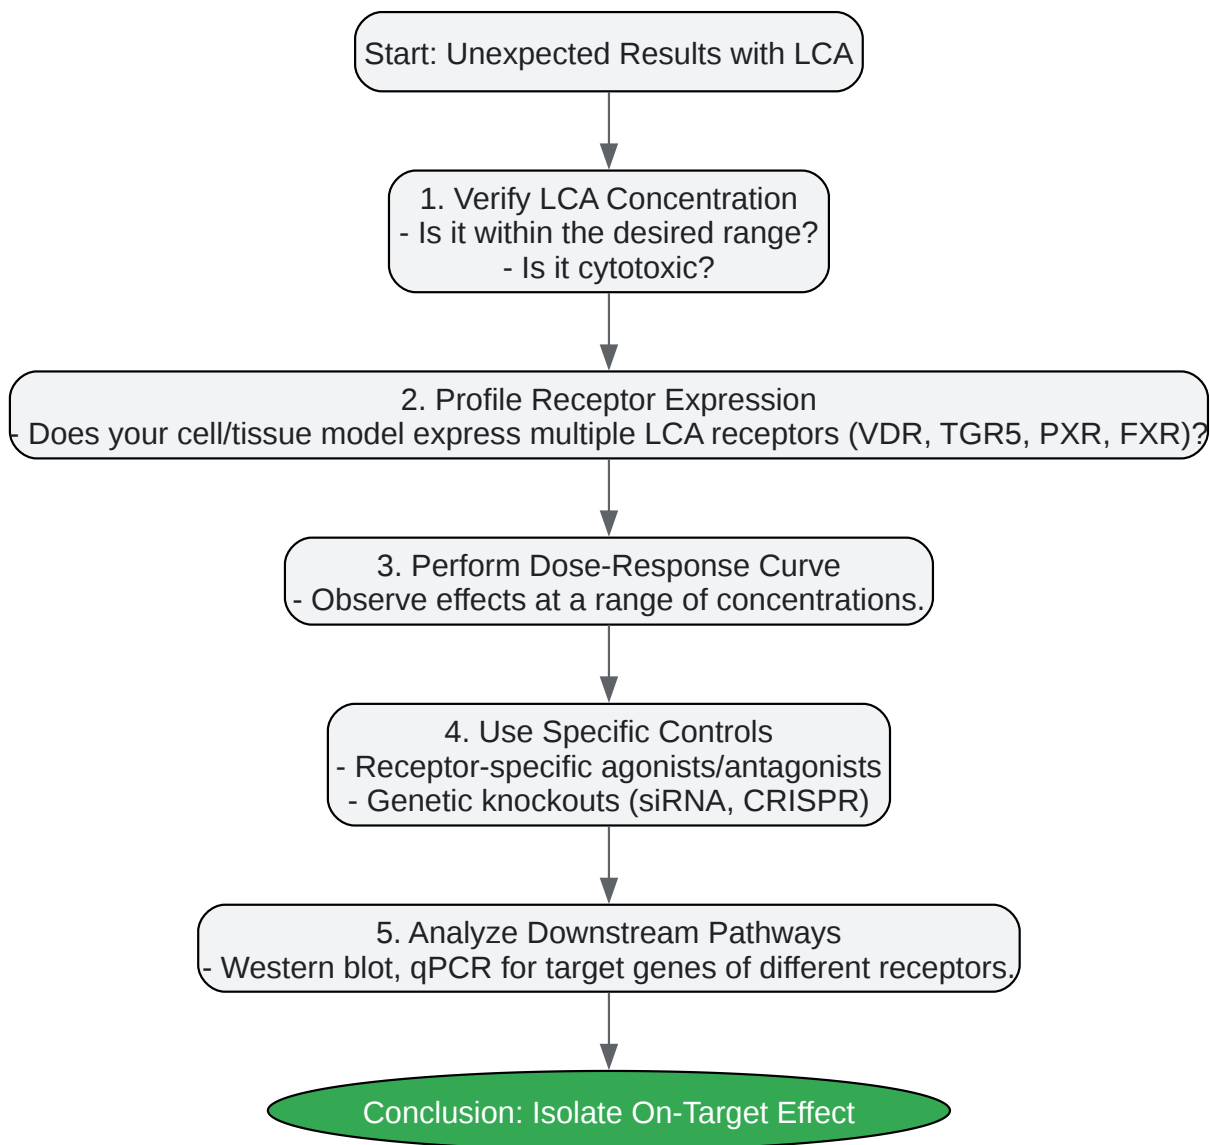 Start: Unexpected Results with LCA
1. Verify LCA Concentration
- Is it within the desired range?
- Is it cytotoxic?
2. Profile Receptor Expression
- Does your cell/tissue model express multiple LCA receptors (VDR, TGR5, PXR, FXR)?
3. Perform Dose-Response Curve
- Observe effects at a range of concentrations.
4. Use Specific Controls
- Receptor-specific agonists/antagonists
- Genetic knockouts (siRNA, CRISPR)
5. Analyze Downstream Pathways
- Western blot, qPCR for target genes of different receptors.
Conclusion: Isolate On-Target Effect